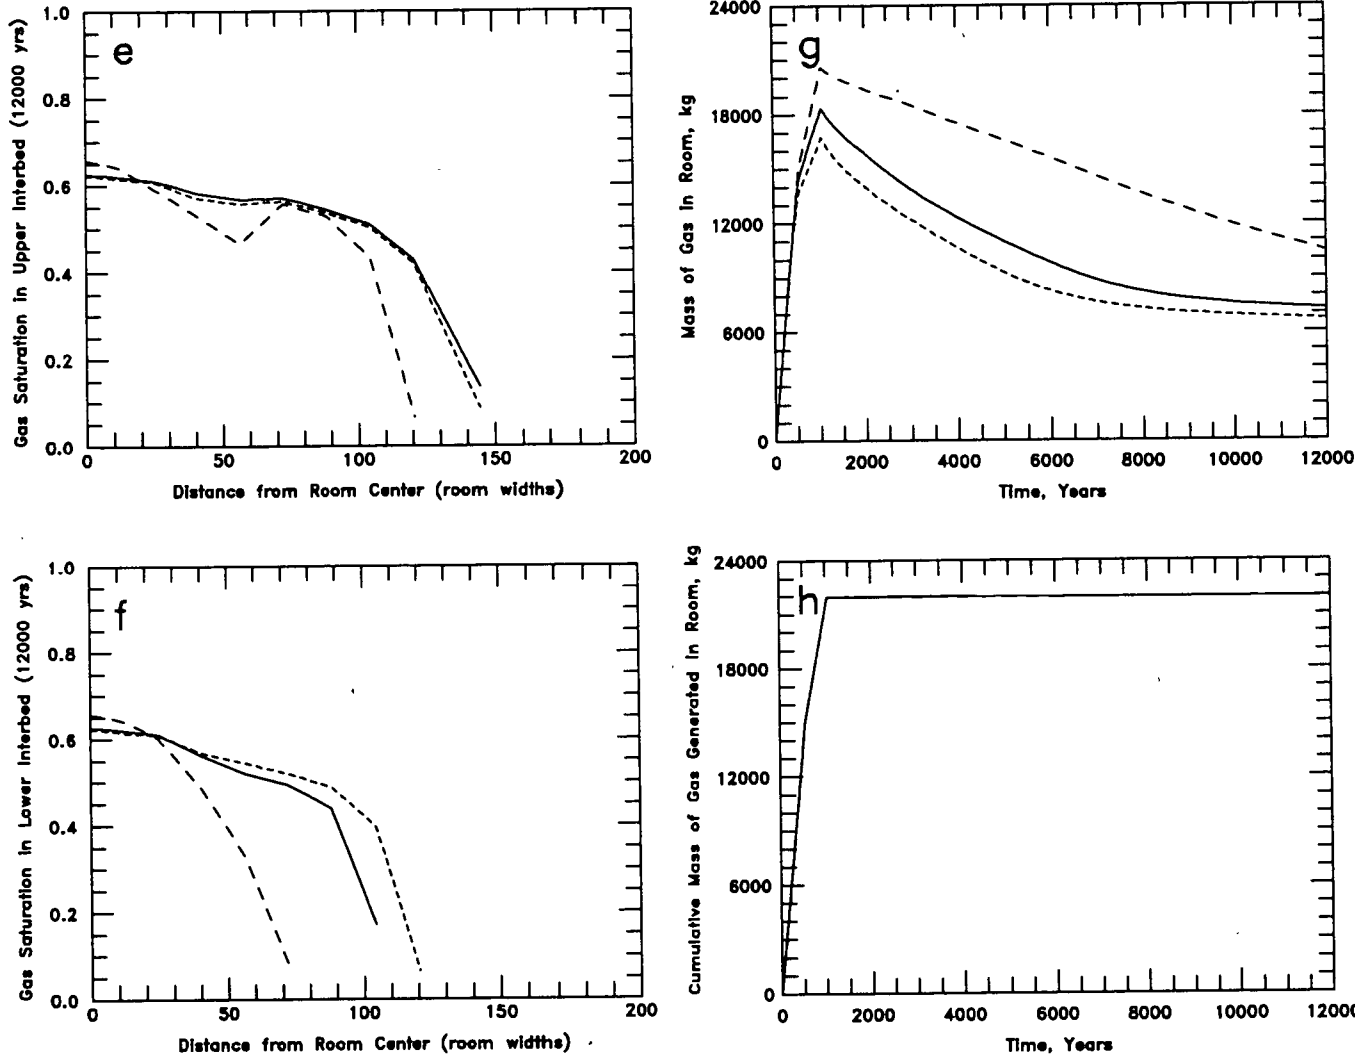 e
Gas Saturation in Upper Interbed (12000 yrs)
1.0
0.8
0.6
0.4
0.2
0.0
0 50 100 150 200
Distance from Room Center (room widths)
g
Mass of Gas in Room, kg
24000
18000
12000
6000
0
0 2000 4000 6000 8000 10000 12000
Time, Years
f
Gas Saturation in Lower Interbed (12000 yrs)
1.0
0.8
0.6
0.4
0.2
0.0
0 50 100 150 200
Distance from Room Center (room widths)
h
Cumulative Mass of Gas Generated in Room, kg
24000
18000
12000
6000
0
0 2000 4000 6000 8000 10000 12000
Time, Years